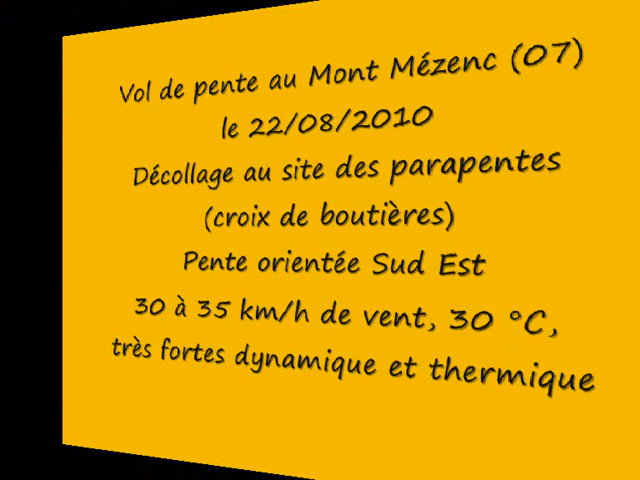 Vol de pente au Mont Mézenc (07)
le 22/08/2010
Décollage au site des parapentes
(croix de boutières)
Pente orientée Sud Est
30 à 35 km/h de vent, 30 °C,
très fortes dynamique et thermique